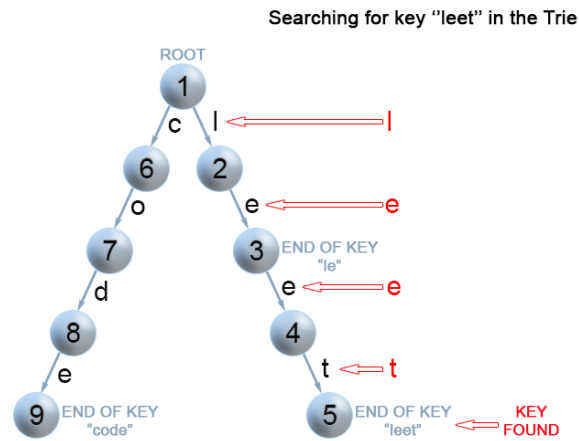 Searching for key "leet" in the Trie
ROOT
1
c l l
6 2
o e e
7 3 END OF KEY
"le"
d e e
8 4
e t t
9 END OF KEY 5 END OF KEY KEY
"code" "leet" FOUND